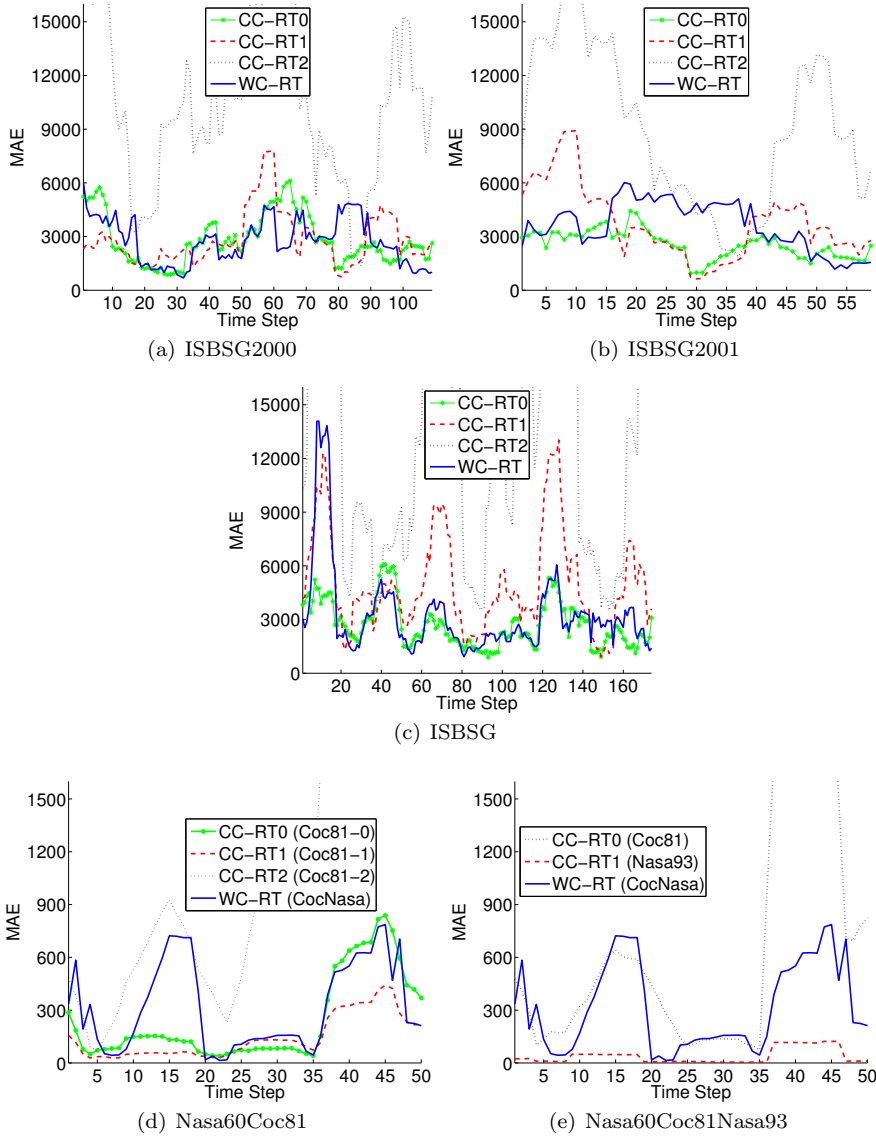 15000
12000
9000
6000
3000
0
MAE
CC-RT0
CC-RT1
CC-RT2
WC-RT
10 20 30 40 50 60 70 80 90 100
Time Step
(a) ISBSG2000
15000
12000
9000
6000
3000
0
MAE
CC-RT0
CC-RT1
CC-RT2
WC-RT
5 10 15 20 25 30 35 40 45 50 55
Time Step
(b) ISBSG2001
15000
12000
9000
6000
3000
0
MAE
CC-RT0
CC-RT1
CC-RT2
WC-RT
20 40 60 80 100 120 140 160
Time Step
(c) ISBSG
1500
1200
900
600
300
0
MAE
CC-RT0 (Coc81-0)
CC-RT1 (Coc81-1)
CC-RT2 (Coc81-2)
WC-RT (CocNasa)
5 10 15 20 25 30 35 40 45 50
Time Step
(d) Nasa60Coc81
1500
1200
900
600
300
0
MAE
CC-RT0 (Coc81)
CC-RT1 (Nasa93)
WC-RT (CocNasa)
5 10 15 20 25 30 35 40 45 50
Time Step
(e) Nasa60Coc81Nasa93